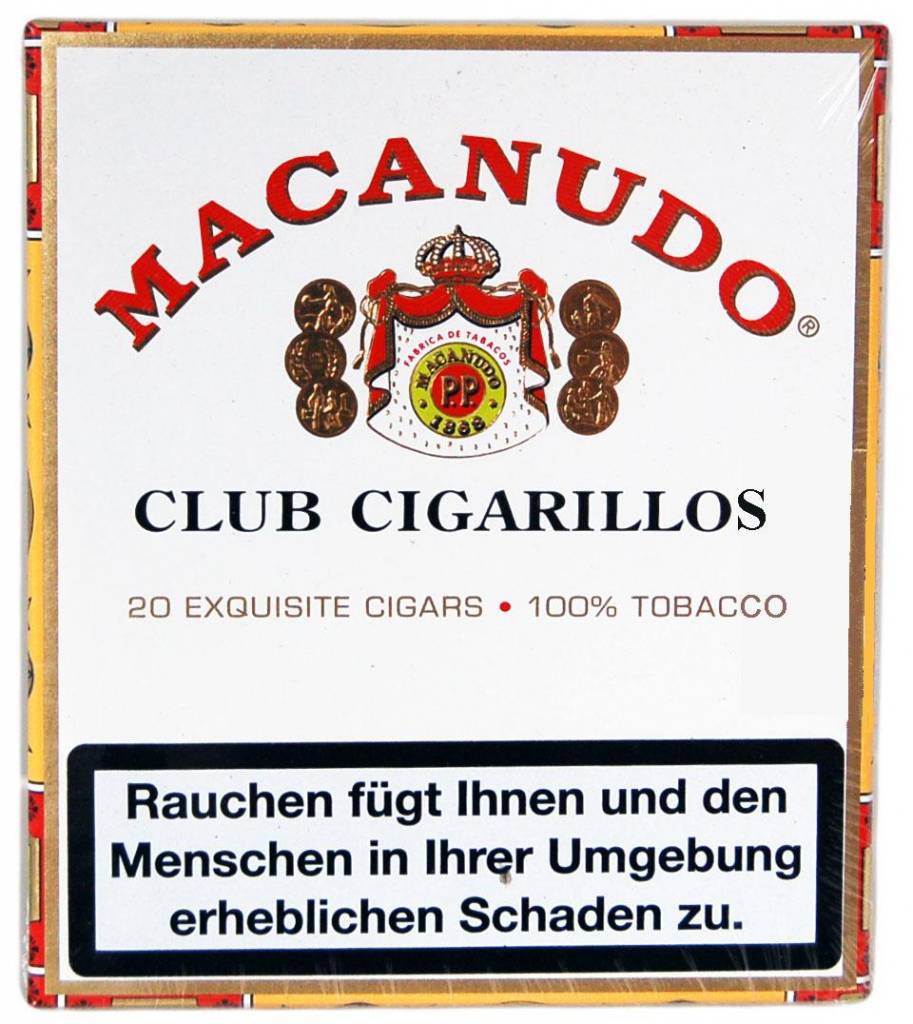 MACANUDO®
FABRICA DE TABACOS
MACANUDO
P.P.
1868
CLUB CIGARILLOS
20 EXQUISITE CIGARS • 100% TOBACCO
Rauchen fügt Ihnen und den
Menschen in Ihrer Umgebung
erheblichen Schaden zu.